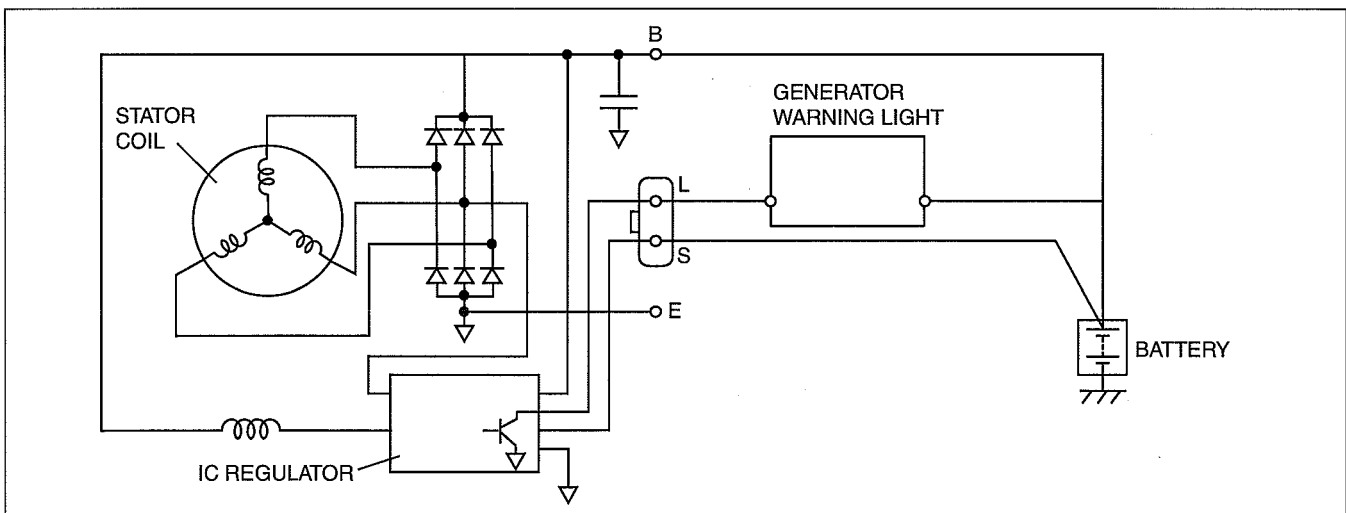 B
STATOR
COIL
GENERATOR
WARNING LIGHT
L
S
E
BATTERY
IC REGULATOR